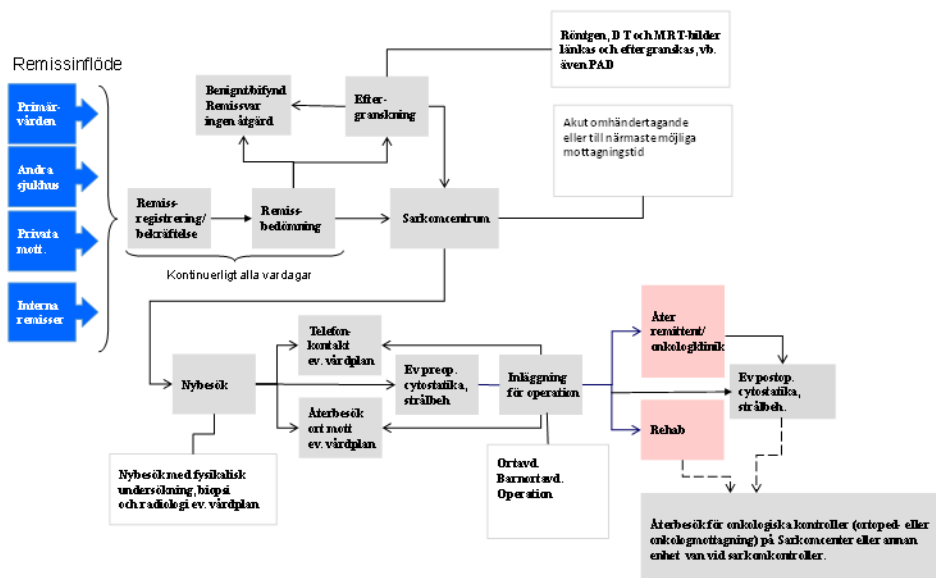 Remissinflöde
Primär-
vården
Andra
sjukhus
Privata
mott.
Interna
remisser
Benignt/bifynd
Remissvar
ingen åtgärd
Efter-
granskning
Röntgen, DT och MRT-bilder
länkas och eftergranskas, vb.
även PAD
Akut omhändertagande
eller till närmaste möjliga
mottagningstid
Remiss-
registrering/
bekräftelse
Remiss-
bedömning
Sarkomcentrum
Kontinuerligt alla vardagar
Nybesök
Telefon-
kontakt
ev. vårdplan
Återbesök
ort mott
ev. vårdplan
Ev preop.
cytostatika,
strålbeh.
Inläggning
för operation
Åter
remittent/
onkologklinik
Rehab
Ev postop.
cytostatika,
strålbeh.
Nybesök med fysikalisk
undersökning, biopsi
och radiologi ev. vårdplan
Ortavd.
Barnortavd.
Operation
Återbesök för onkologiska kontroller (ortoped- eller
onkologmottagning) på Sarkomcenter eller annan
enhet van vid sarkomkontroller.